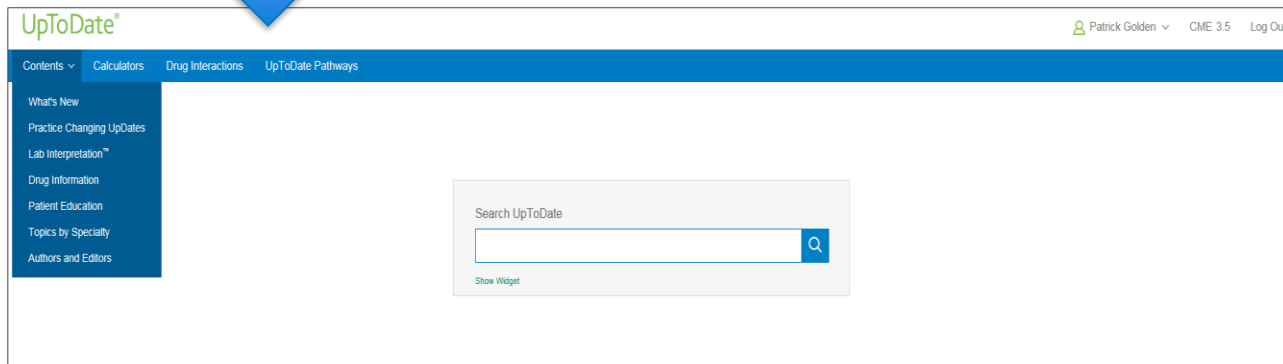 UpToDate®
Patrick Golden CME 3.5 Log Ou
Contents Calculators Drug Interactions UpToDate Pathways
What's New
Practice Changing UpDates
Lab Interpretation™
Drug Information
Patient Education
Topics by Specialty
Authors and Editors
Search UpToDate
Show Widget